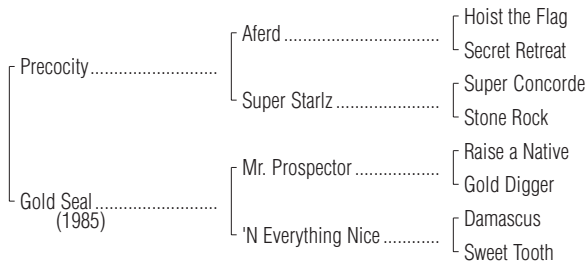 Hoist the Flag
Aferd
Secret Retreat
Precocity
Super Concorde
Super Starlz
Stone Rock
Raise a Native
Mr. Prospector
Gold Digger
Gold Seal
(1985)
Damascus
'N Everything Nice
Sweet Tooth